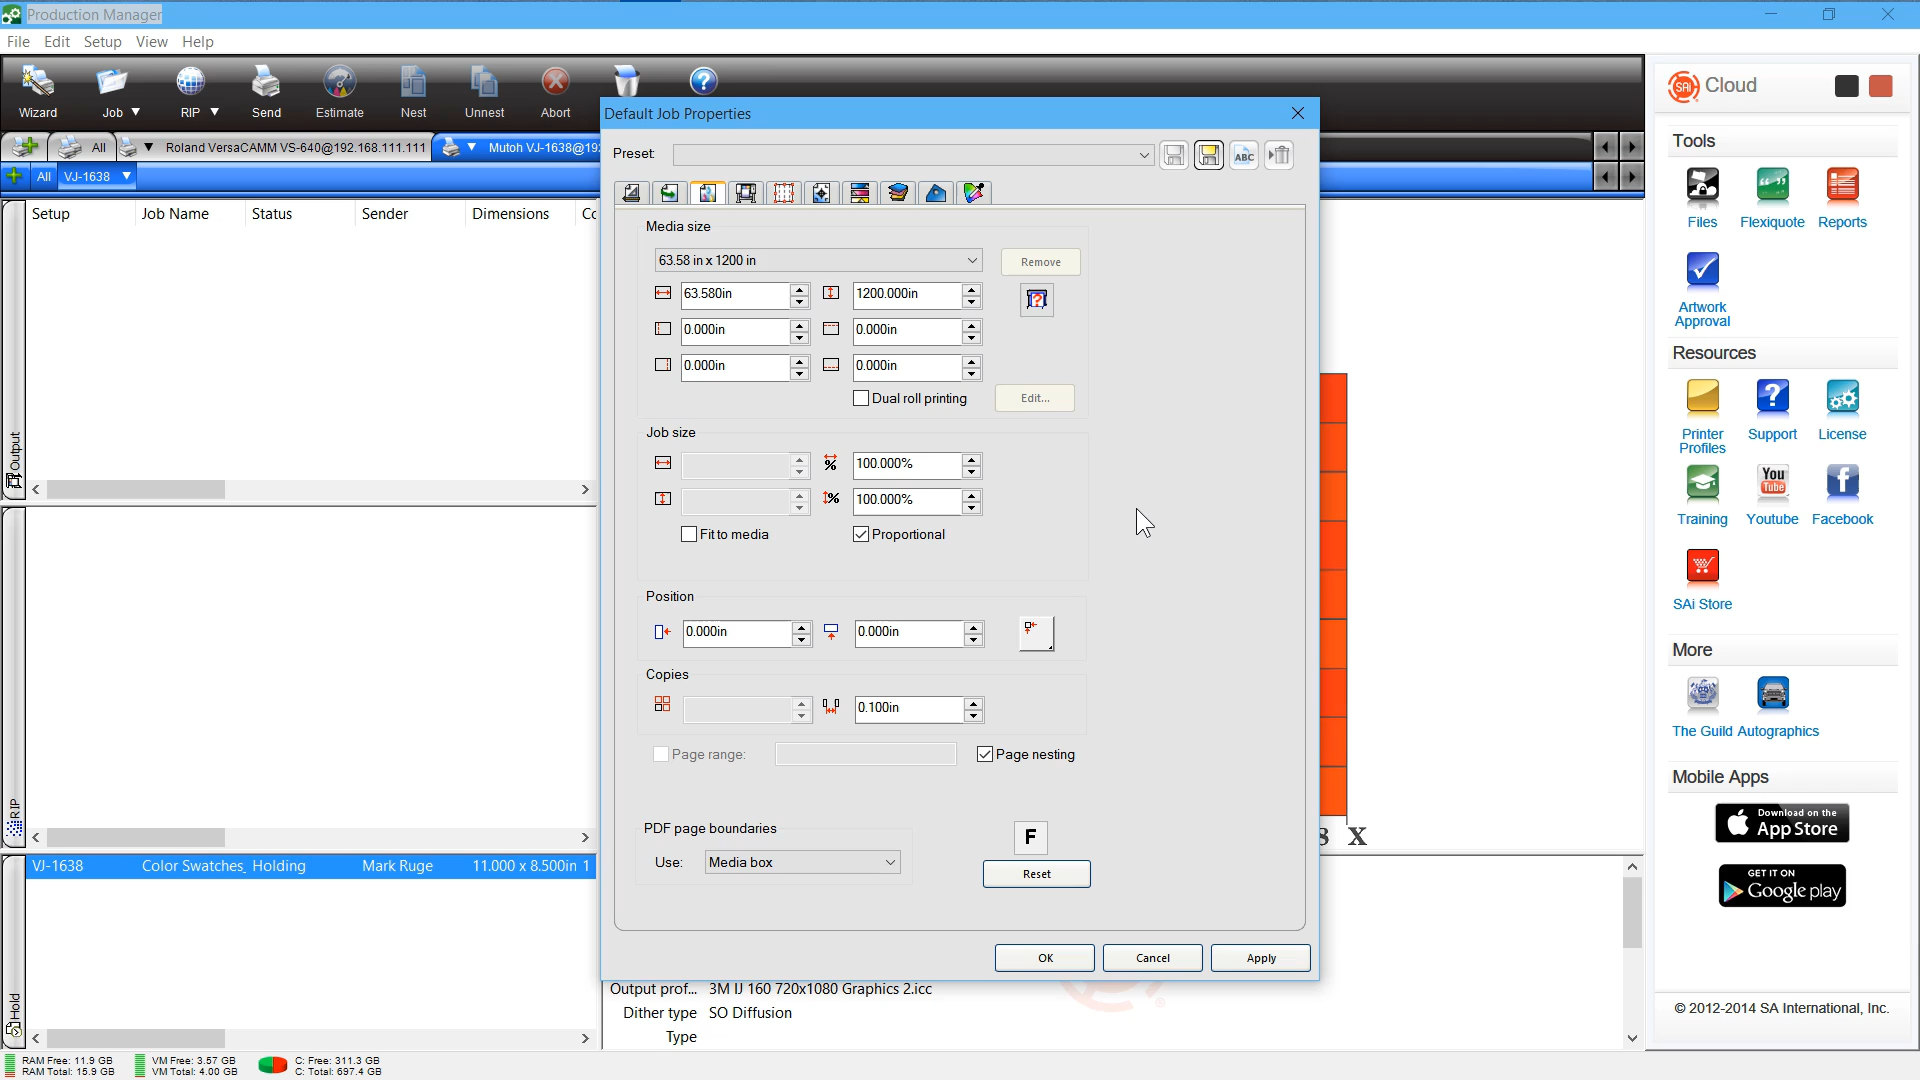 Production Manager
File Edit Setup View Help
Wizard Job RIP Send Estimate Nest Unnest Abort
All Roland VersaCAMM VS-640@192.168.111.111 Mutoh VJ-1638@19
All VJ-1638
Setup Job Name Status Sender Dimensions
Output
RIP
VJ-1638 Color Swatches_ Holding Mark Ruge 11.000 x 8.500in 1
Hold
Default Job Properties
Preset:
ABC
Media size
63.58 in x 1200 in
Remove
63.580in 1200.000in
0.000in 0.000in
0.000in 0.000in
Dual roll printing Edit...
Job size
% 100.000%
% 100.000%
Fit to media Proportional
Position
0.000in 0.000in
Copies
0.100in
Page range: Page nesting
PDF page boundaries
F
Use: Media box
Reset
OK Cancel Apply
8 X
Output prof... 3M IJ 160 720x1080 Graphics 2.icc
Dither type SO Diffusion
Type
SAi Cloud
Tools
Files Flexiquote Reports
Artwork
Approval
Resources
Printer
Profiles
Support License
You
Tube
Training Youtube Facebook
SAi Store
More
The Guild Autographics
Mobile Apps
Download on the
App Store
GET IT ON
Google play
© 2012-2014 SA International, Inc.
RAM Free: 11.9 GB VM Free: 3.57 GB C: Free: 311.3 GB
RAM Total: 15.9 GB VM Total: 4.00 GB C: Total: 697.4 GB